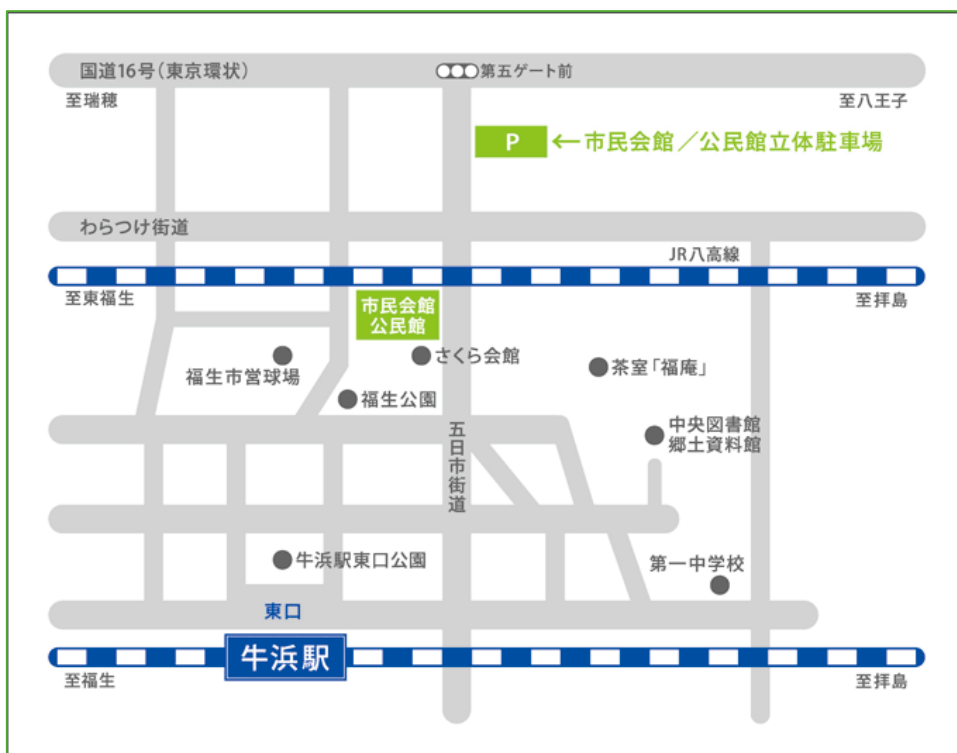 国道16号(東京環状)
第五ゲート前
至瑞穂
至八王子
P
←市民会館／公民館立体駐車場
わらつけ街道
JR八高線
至東福生
至拝島
市民会館
公民館
さくら会館
福生市営球場
茶室「福庵」
福生公園
中央図書館
郷土資料館
五日市街道
牛浜駅東口公園
第一中学校
東口
牛浜駅
至福生
至拝島